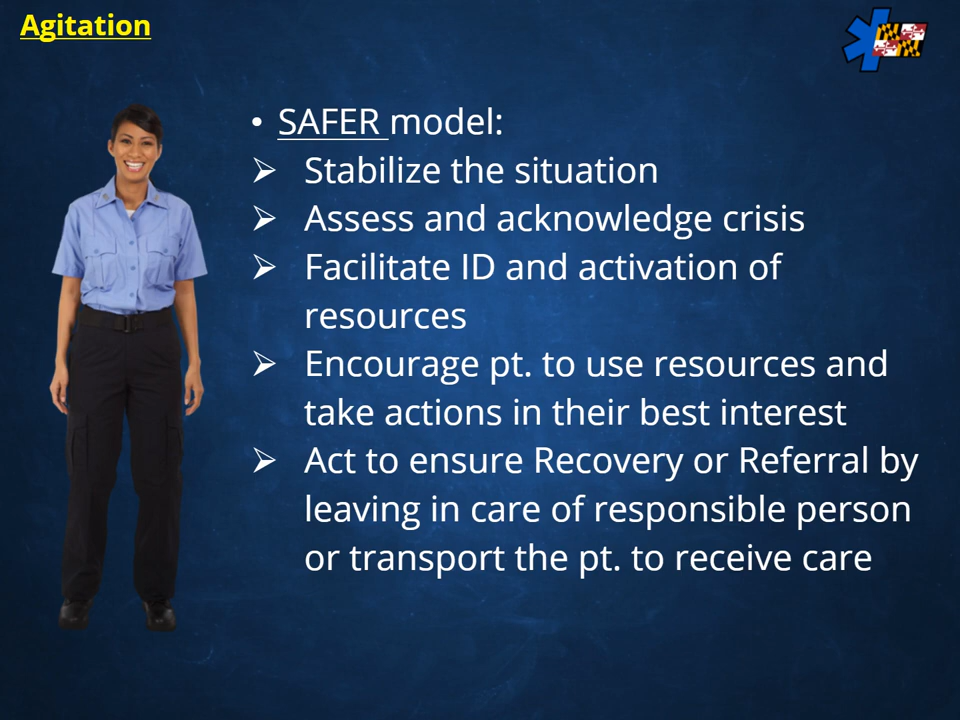 Agitation
• SAFER model:
➢ Stabilize the situation
➢ Assess and acknowledge crisis
➢ Facilitate ID and activation of
resources
➢ Encourage pt. to use resources and
take actions in their best interest
➢ Act to ensure Recovery or Referral by
leaving in care of responsible person
or transport the pt. to receive care